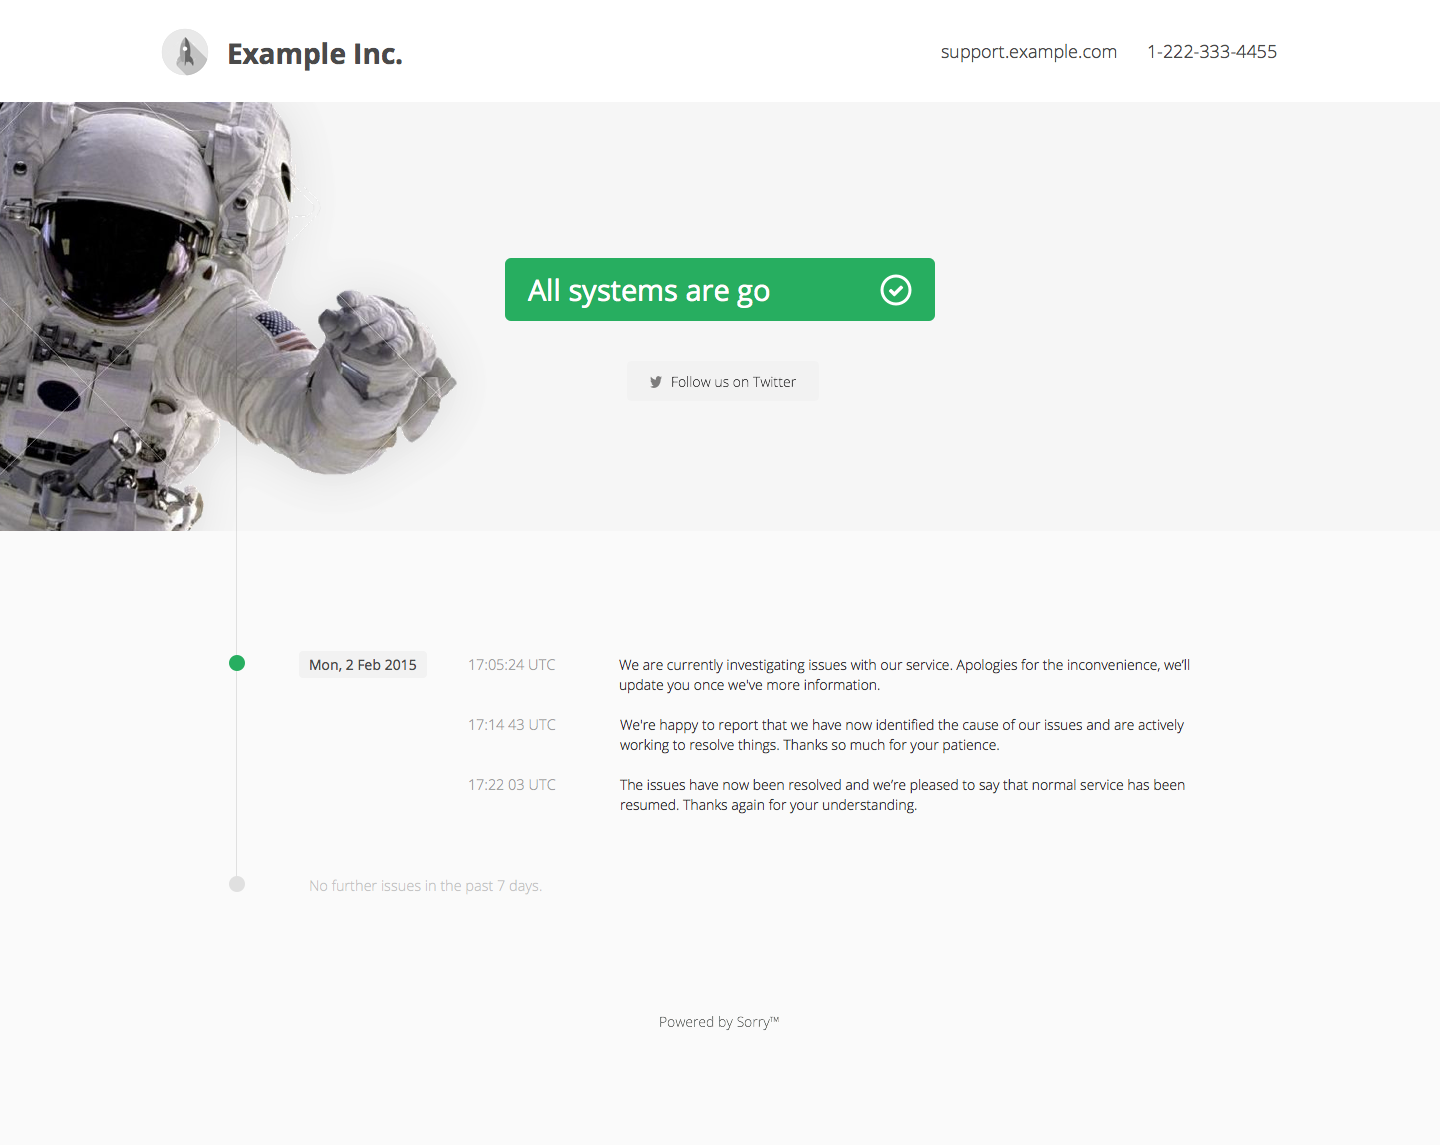 Example Inc.
support.example.com 1-222-333-4455
All systems are go
Follow us on Twitter
Mon, 2 Feb 2015 17:05:24 UTC We are currently investigating issues with our service. Apologies for the inconvenience, we’ll
update you once we've more information.
17:14 43 UTC We're happy to report that we have now identified the cause of our issues and are actively
working to resolve things. Thanks so much for your patience.
17:22 03 UTC The issues have now been resolved and we’re pleased to say that normal service has been
resumed. Thanks again for your understanding.
No further issues in the past 7 days.
Powered by Sorry™